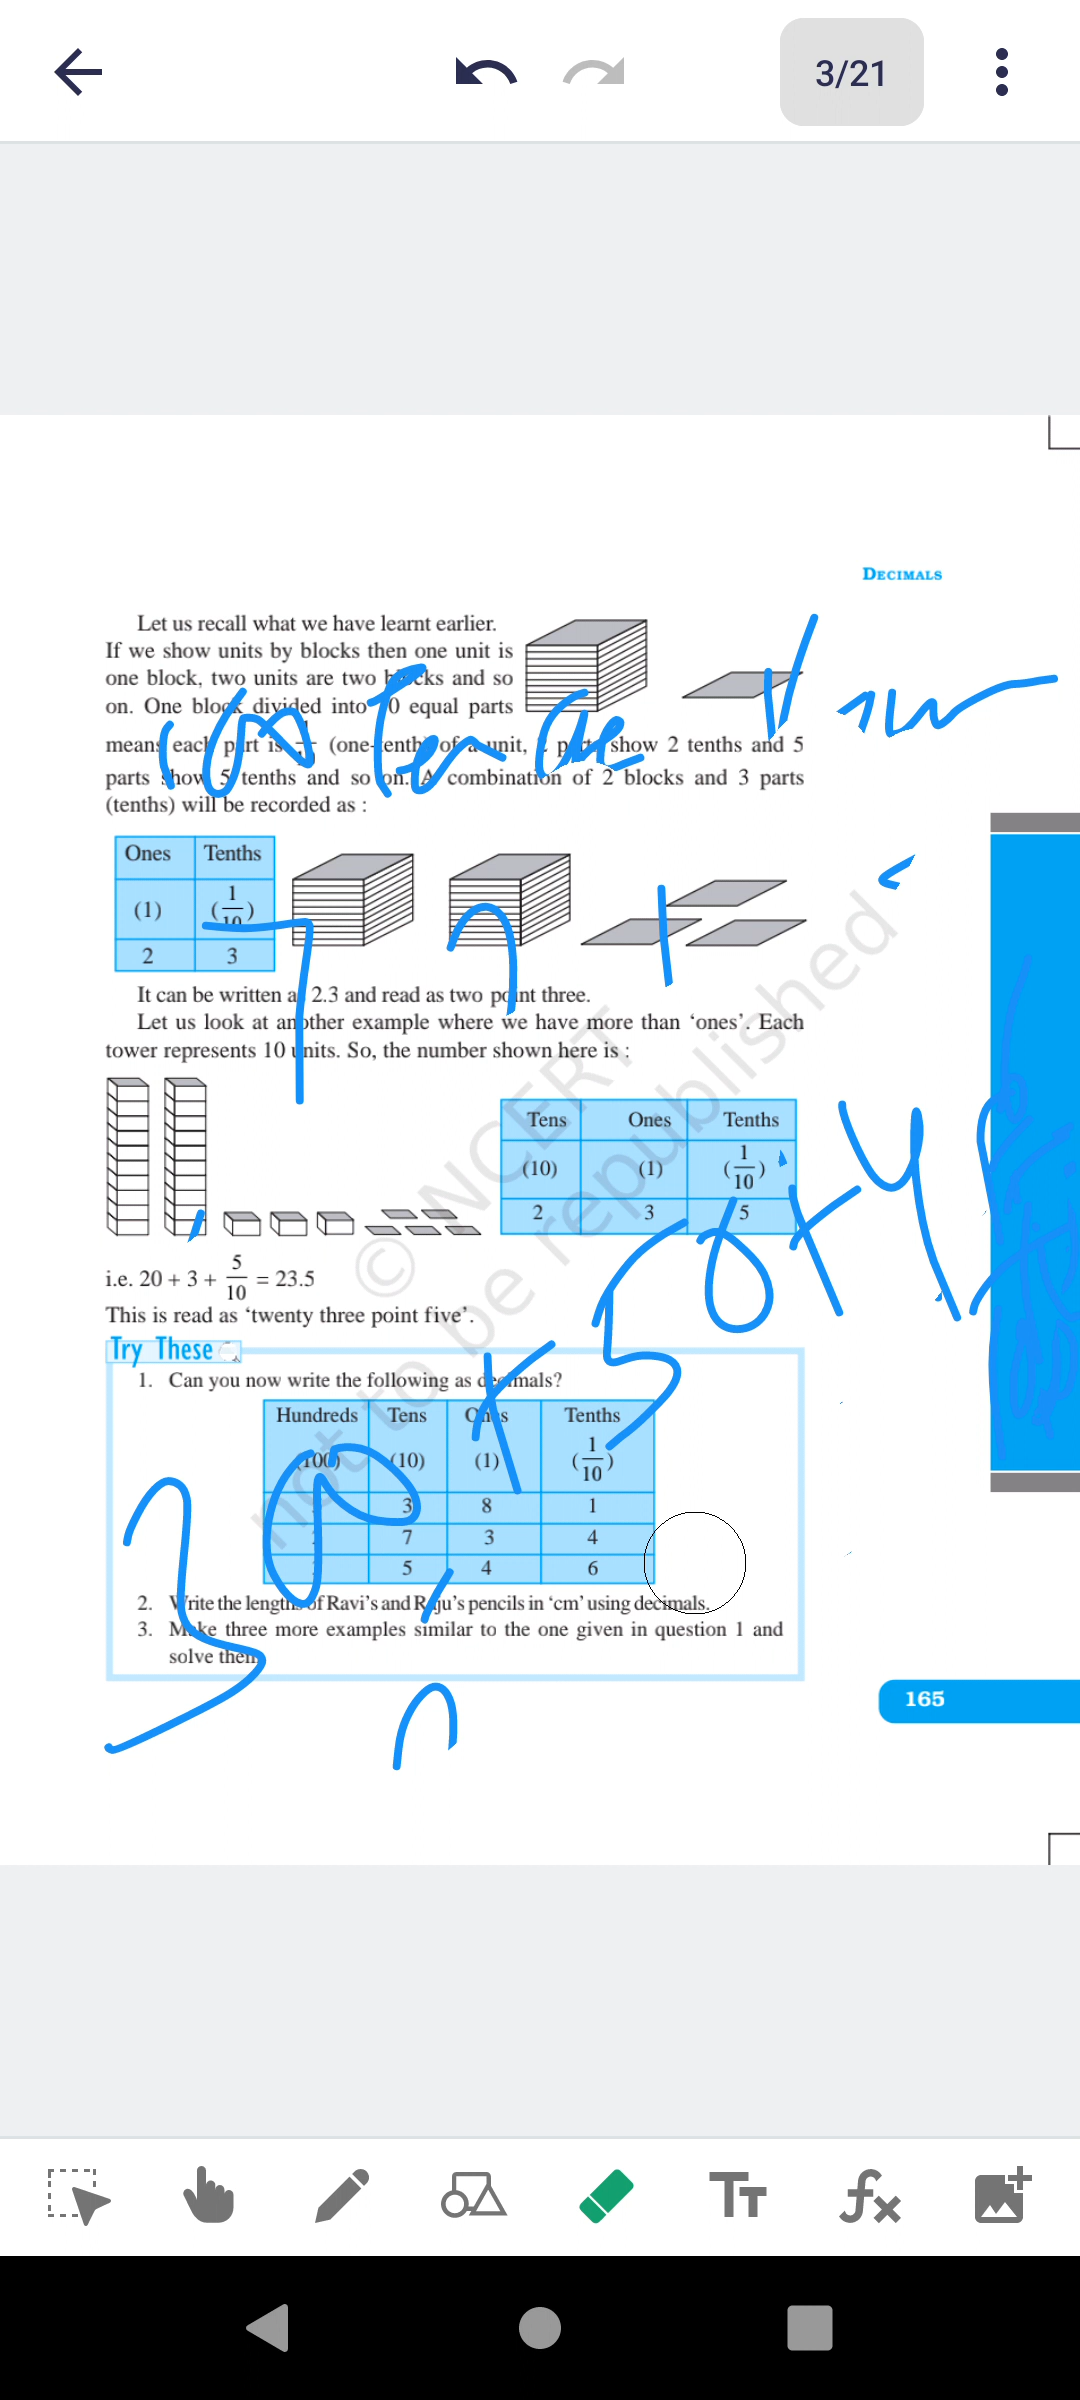 3/21
DECIMALS
Let us recall what we have learnt earlier.
If we show units by blocks then one unit is
one block, two units are two blocks and so
on. One block divided into 10 equal parts
means each part is 1/10 (one-tenth) of a unit, 2 parts show 2 tenths and 5
parts show 5 tenths and so on. A combination of 2 blocks and 3 parts
(tenths) will be recorded as :
Ones Tenths
(1) (1/10)
2 3
It can be written as 2.3 and read as two point three.
Let us look at another example where we have more than ‘ones’. Each
tower represents 10 units. So, the number shown here is :
Tens Ones Tenths
(10) (1) (1/10)
2 3 5
i.e. 20 + 3 + 5/10 = 23.5
This is read as ‘twenty three point five’.
Try These
1. Can you now write the following as decimals?
Hundreds Tens Ones Tenths
(100) (10) (1) (1/10)
3 8 1
7 3 4
5 4 6
2. Write the lengths of Ravi’s and Raju’s pencils in ‘cm’ using decimals.
3. Make three more examples similar to the one given in question 1 and
solve them.
165
© NCERT
not to be republished
TT
fx